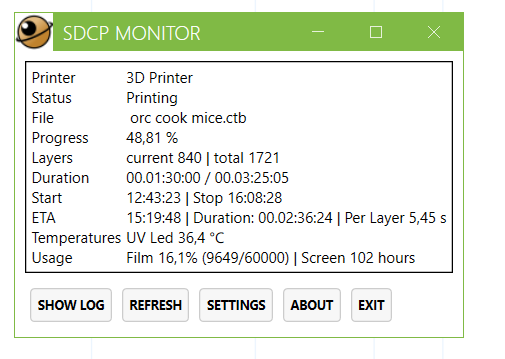 SDCP MONITOR
Printer 3D Printer
Status Printing
File orc cook mice.ctb
Progress 48,81 %
Layers current 840 | total 1721
Duration 00.01:30:00 / 00.03:25:05
Start 12:43:23 | Stop 16:08:28
ETA 15:19:48 | Duration: 00.02:36:24 | Per Layer 5,45 s
Temperatures UV Led 36,4 °C
Usage Film 16,1% (9649/60000) | Screen 102 hours
SHOW LOG REFRESH SETTINGS ABOUT EXIT